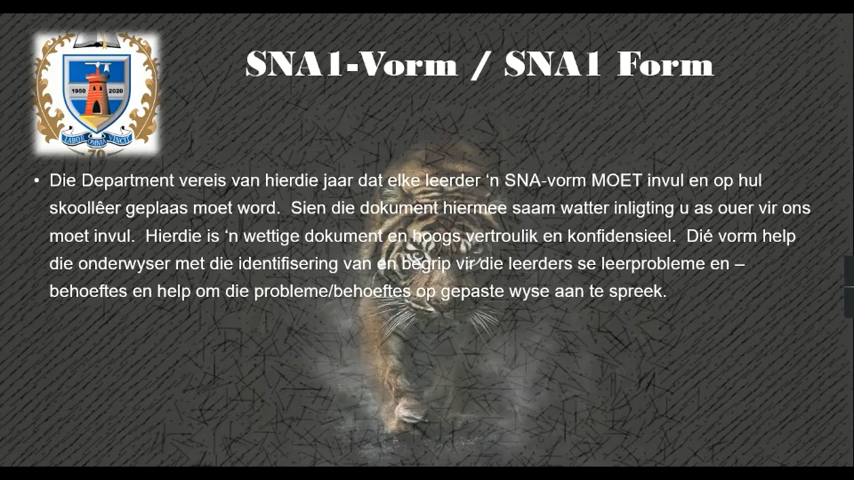 SNA1-Vorm / SNA1 Form
1950 2020
LABOR OMNIA VINCIT
70
• Die Department vereis van hierdie jaar dat elke leerder ‘n SNA-vorm MOET invul en op hul
skoollêer geplaas moet word. Sien die dokument hiermee saam watter inligting u as ouer vir ons
moet invul. Hierdie is ‘n wettige dokument en hoogs vertroulik en konfidensieel. Dié vorm help
die onderwyser met die identifisering van en begrip vir die leerders se leerprobleme en –
behoeftes en help om die probleme/behoeftes op gepaste wyse aan te spreek.